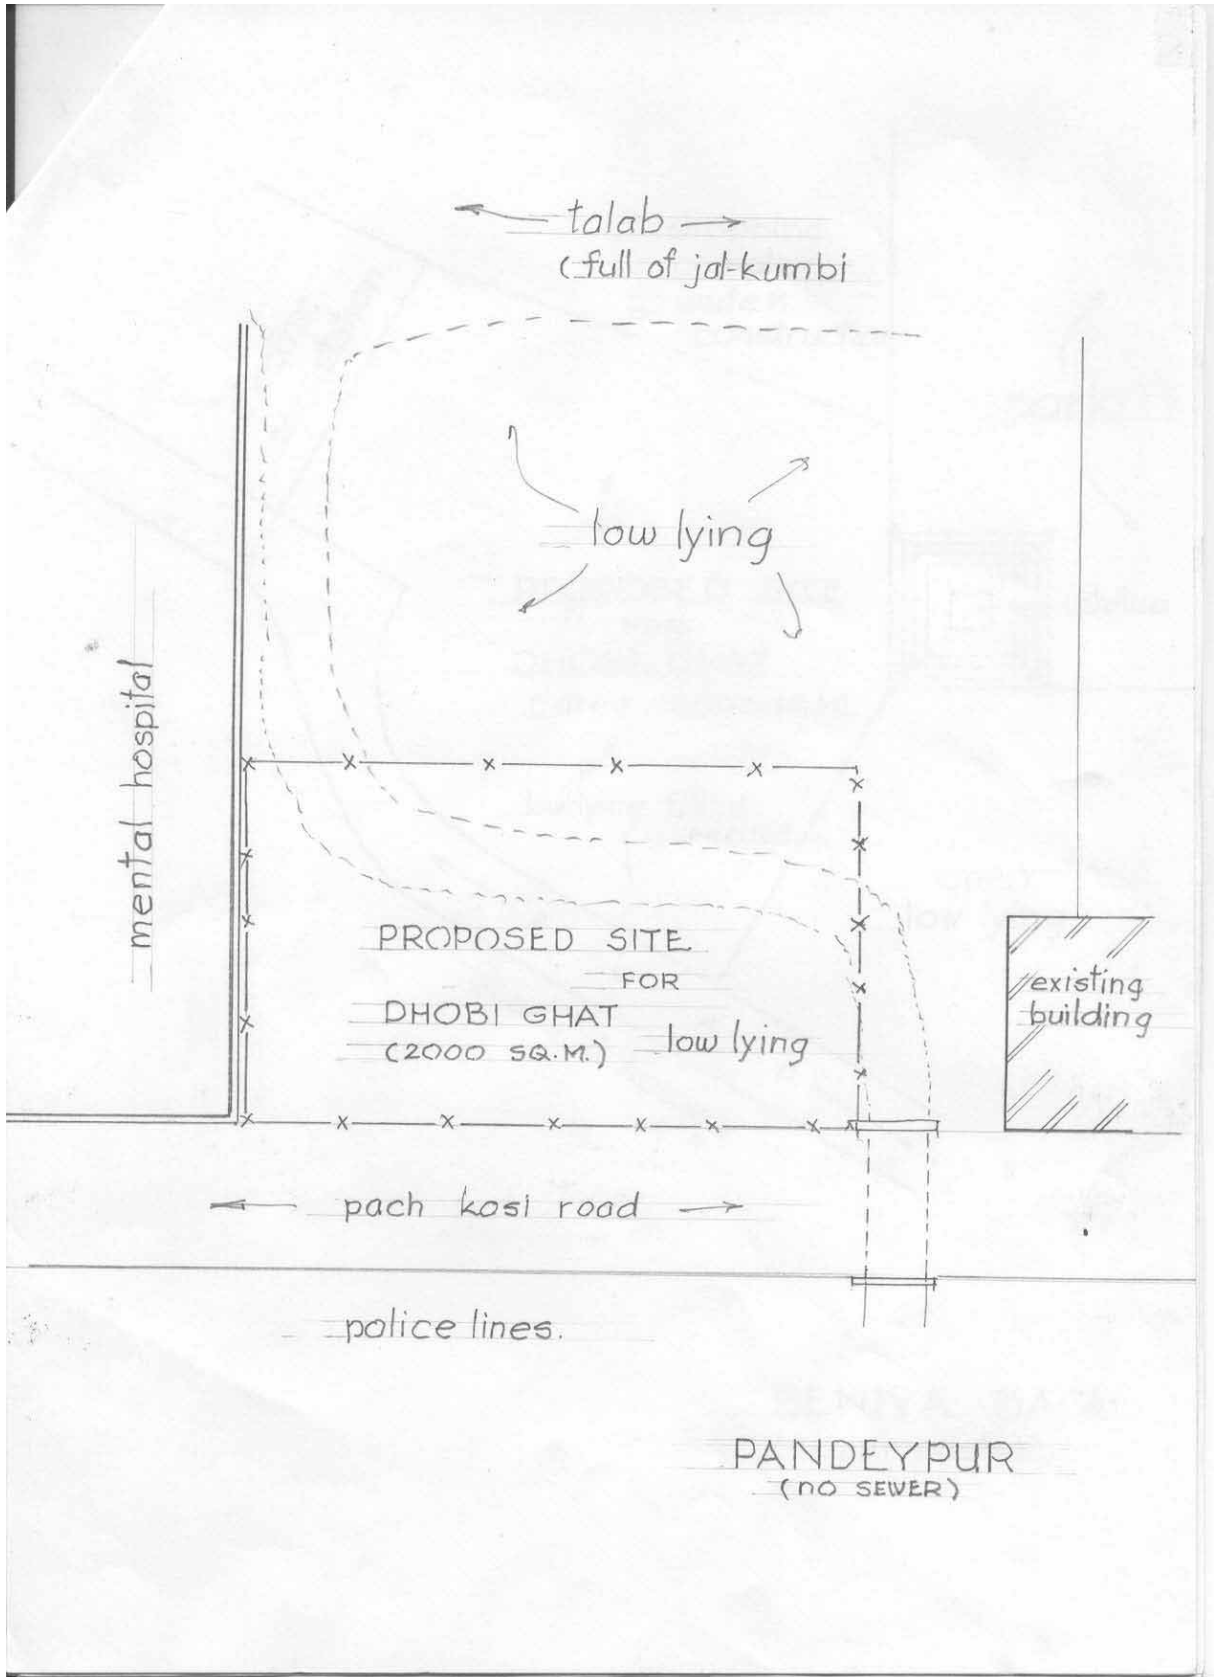 talab
(full of jal-kumbi
low lying
mental hospital
PROPOSED SITE
FOR
DHOBI GHAT
(2000 SQ.M.)
low lying
existing
building
pach kosi road
police lines.
PANDEYPUR
(no SEWER)